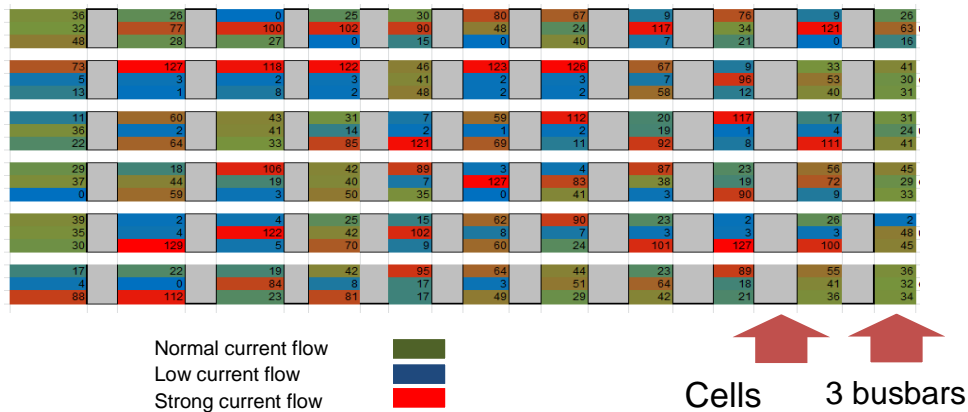 36 26 0 25 30 80 67 9 76 9 26
32 77 100 102 90 48 24 117 34 121 63
48 28 27 0 15 0 40 7 21 0 16
73 127 118 122 46 123 126 67 9 33 41
5 3 2 3 41 2 2 7 96 53 30
13 1 8 2 48 2 2 58 12 40 31
11 60 43 31 7 59 112 20 117 17 31
36 2 41 14 2 1 2 19 1 4 24
22 64 33 85 121 69 11 92 8 111 41
29 18 106 42 89 3 4 87 23 56 45
37 44 19 40 7 127 83 38 19 72 29
0 59 3 50 35 0 41 3 90 9 33
39 2 4 25 15 62 90 23 2 26 2
35 4 122 42 102 8 7 3 3 3 48
30 129 5 70 9 60 24 101 127 100 45
17 22 19 42 95 64 44 23 89 55 36
4 0 84 8 17 3 51 64 18 41 32
88 112 23 81 17 49 29 42 21 36 34
Normal current flow
Low current flow
Strong current flow
Cells 3 busbars